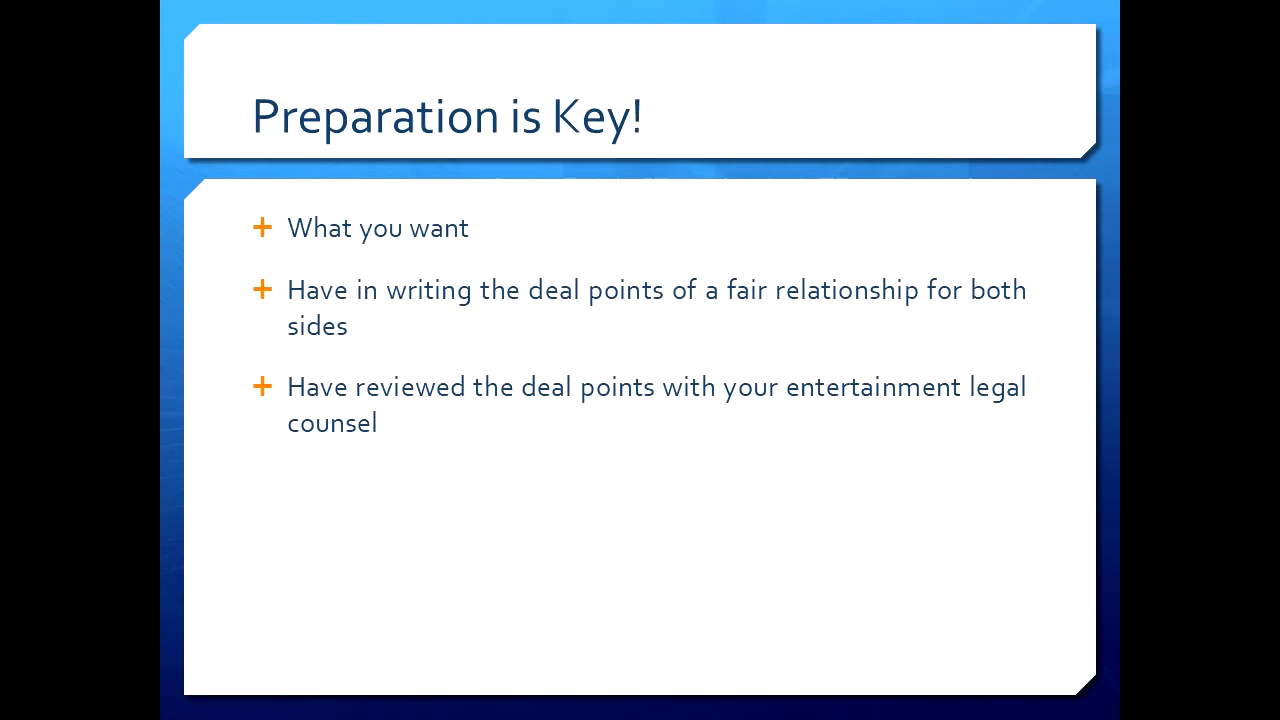 Preparation is Key!
What you want
Have in writing the deal points of a fair relationship for both
sides
Have reviewed the deal points with your entertainment legal
counsel